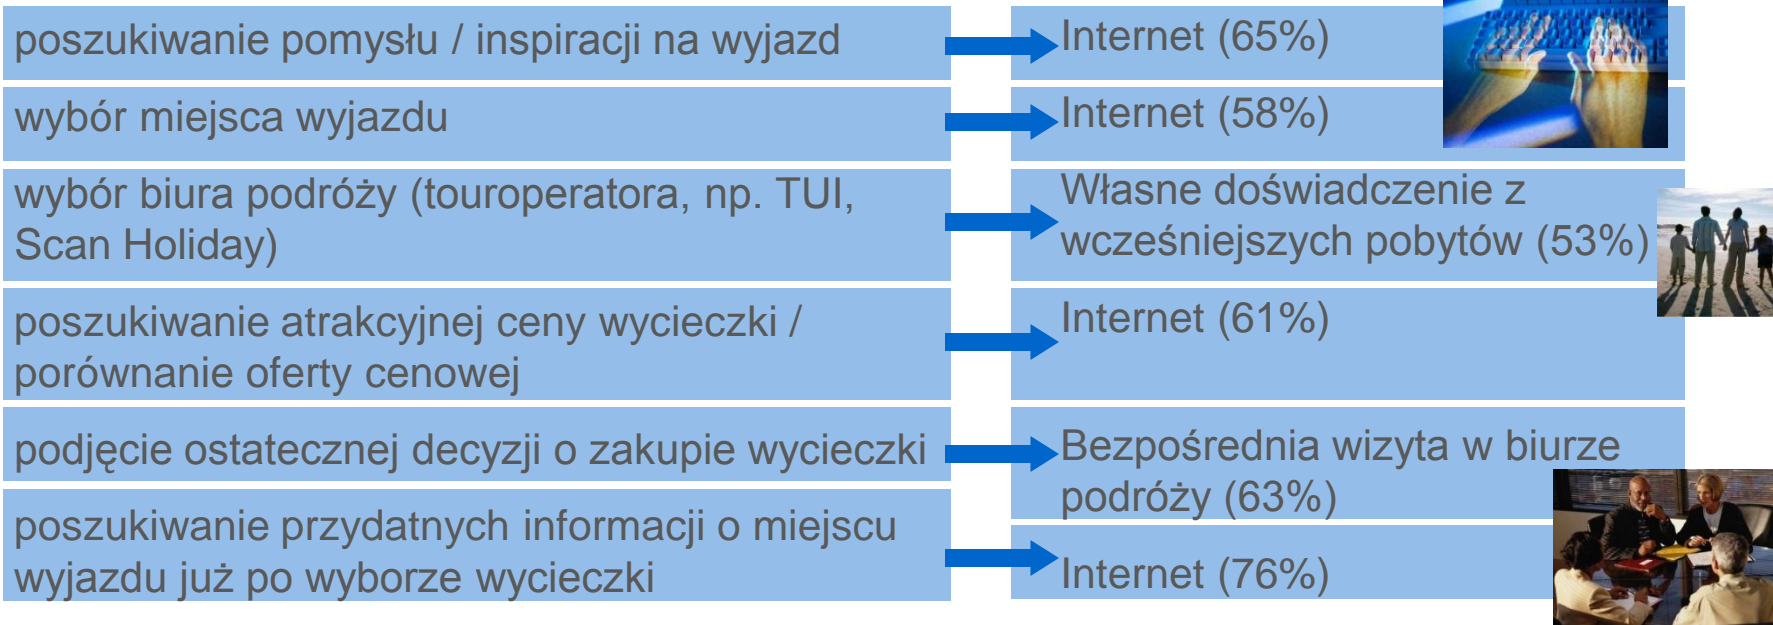 poszukiwanie pomysłu / inspiracji na wyjazd
Internet (65%)
wybór miejsca wyjazdu
Internet (58%)
wybór biura podróży (touroperatora, np. TUI,
Scan Holiday)
Własne doświadczenie z
wcześniejszych pobytów (53%)
poszukiwanie atrakcyjnej ceny wycieczki /
porównanie oferty cenowej
Internet (61%)
podjęcie ostatecznej decyzji o zakupie wycieczki
Bezpośrednia wizyta w biurze
podróży (63%)
poszukiwanie przydatnych informacji o miejscu
wyjazdu już po wyborze wycieczki
Internet (76%)